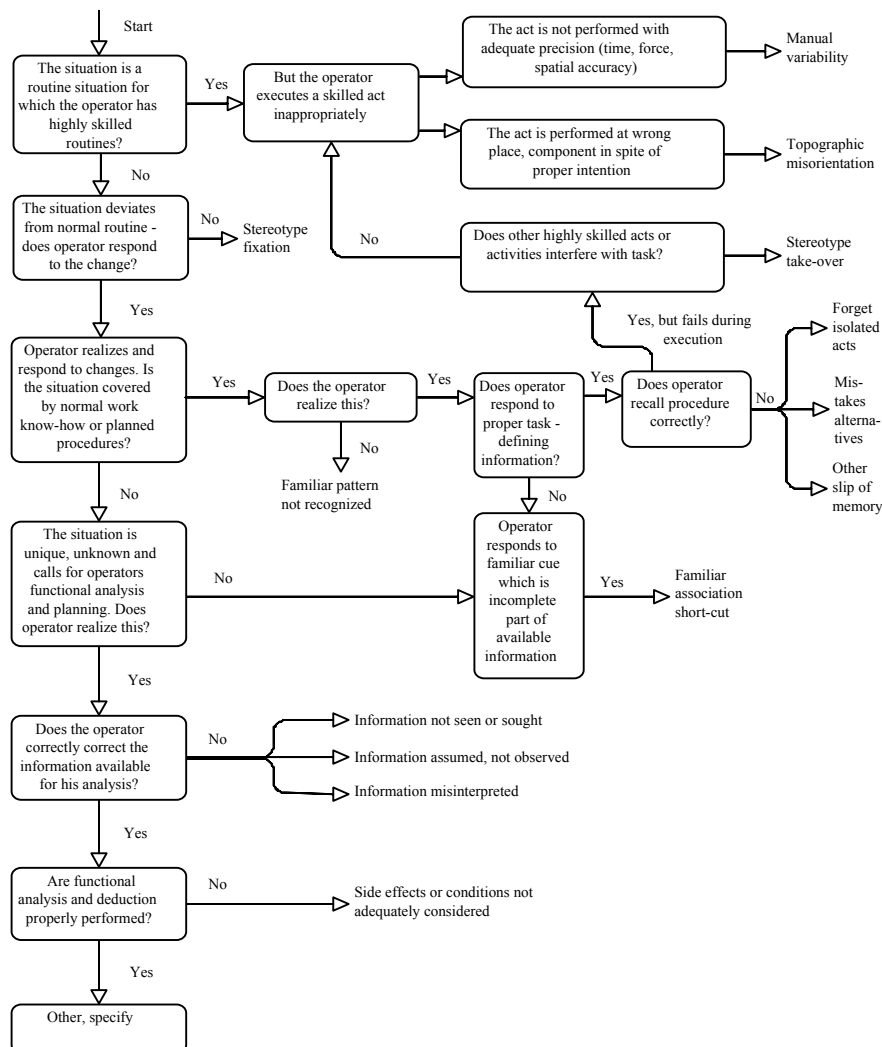 Start
The situation is a
routine situation for
which the operator has
highly skilled
routines?
Yes
But the operator
executes a skilled act
inappropriately
The act is not performed with
adequate precision (time, force,
spatial accuracy)
Manual
variability
The act is performed at wrong
place, component in spite of
proper intention
Topographic
misorientation
No
The situation deviates
from normal routine -
does operator respond
to the change?
No
Stereotype
fixation
No
Does other highly skilled acts or
activities interfere with task?
Stereotype
take-over
Yes
Yes, but fails during
execution
Operator realizes and
respond to changes. Is
the situation covered
by normal work
know-how or planned
procedures?
Yes
Does the operator
realize this?
Yes
Does operator
respond to
proper task -
defining
information?
Yes
Does operator
recall procedure
correctly?
No
Forget
isolated
acts
Mis-
takes
alterna-
tives
Other
slip of
memory
No
Familiar pattern
not recognized
No
No
The situation is
unique, unknown and
calls for operators
functional analysis
and planning. Does
operator realize this?
No
Operator
responds to
familiar cue
which is
incomplete
part of
available
information
Yes
Familiar
association
short-cut
Yes
Does the operator
correctly correct the
information available
for his analysis?
No
Information not seen or sought
Information assumed, not observed
Information misinterpreted
Yes
Are functional
analysis and deduction
properly performed?
No
Side effects or conditions not
adequately considered
Yes
Other, specify